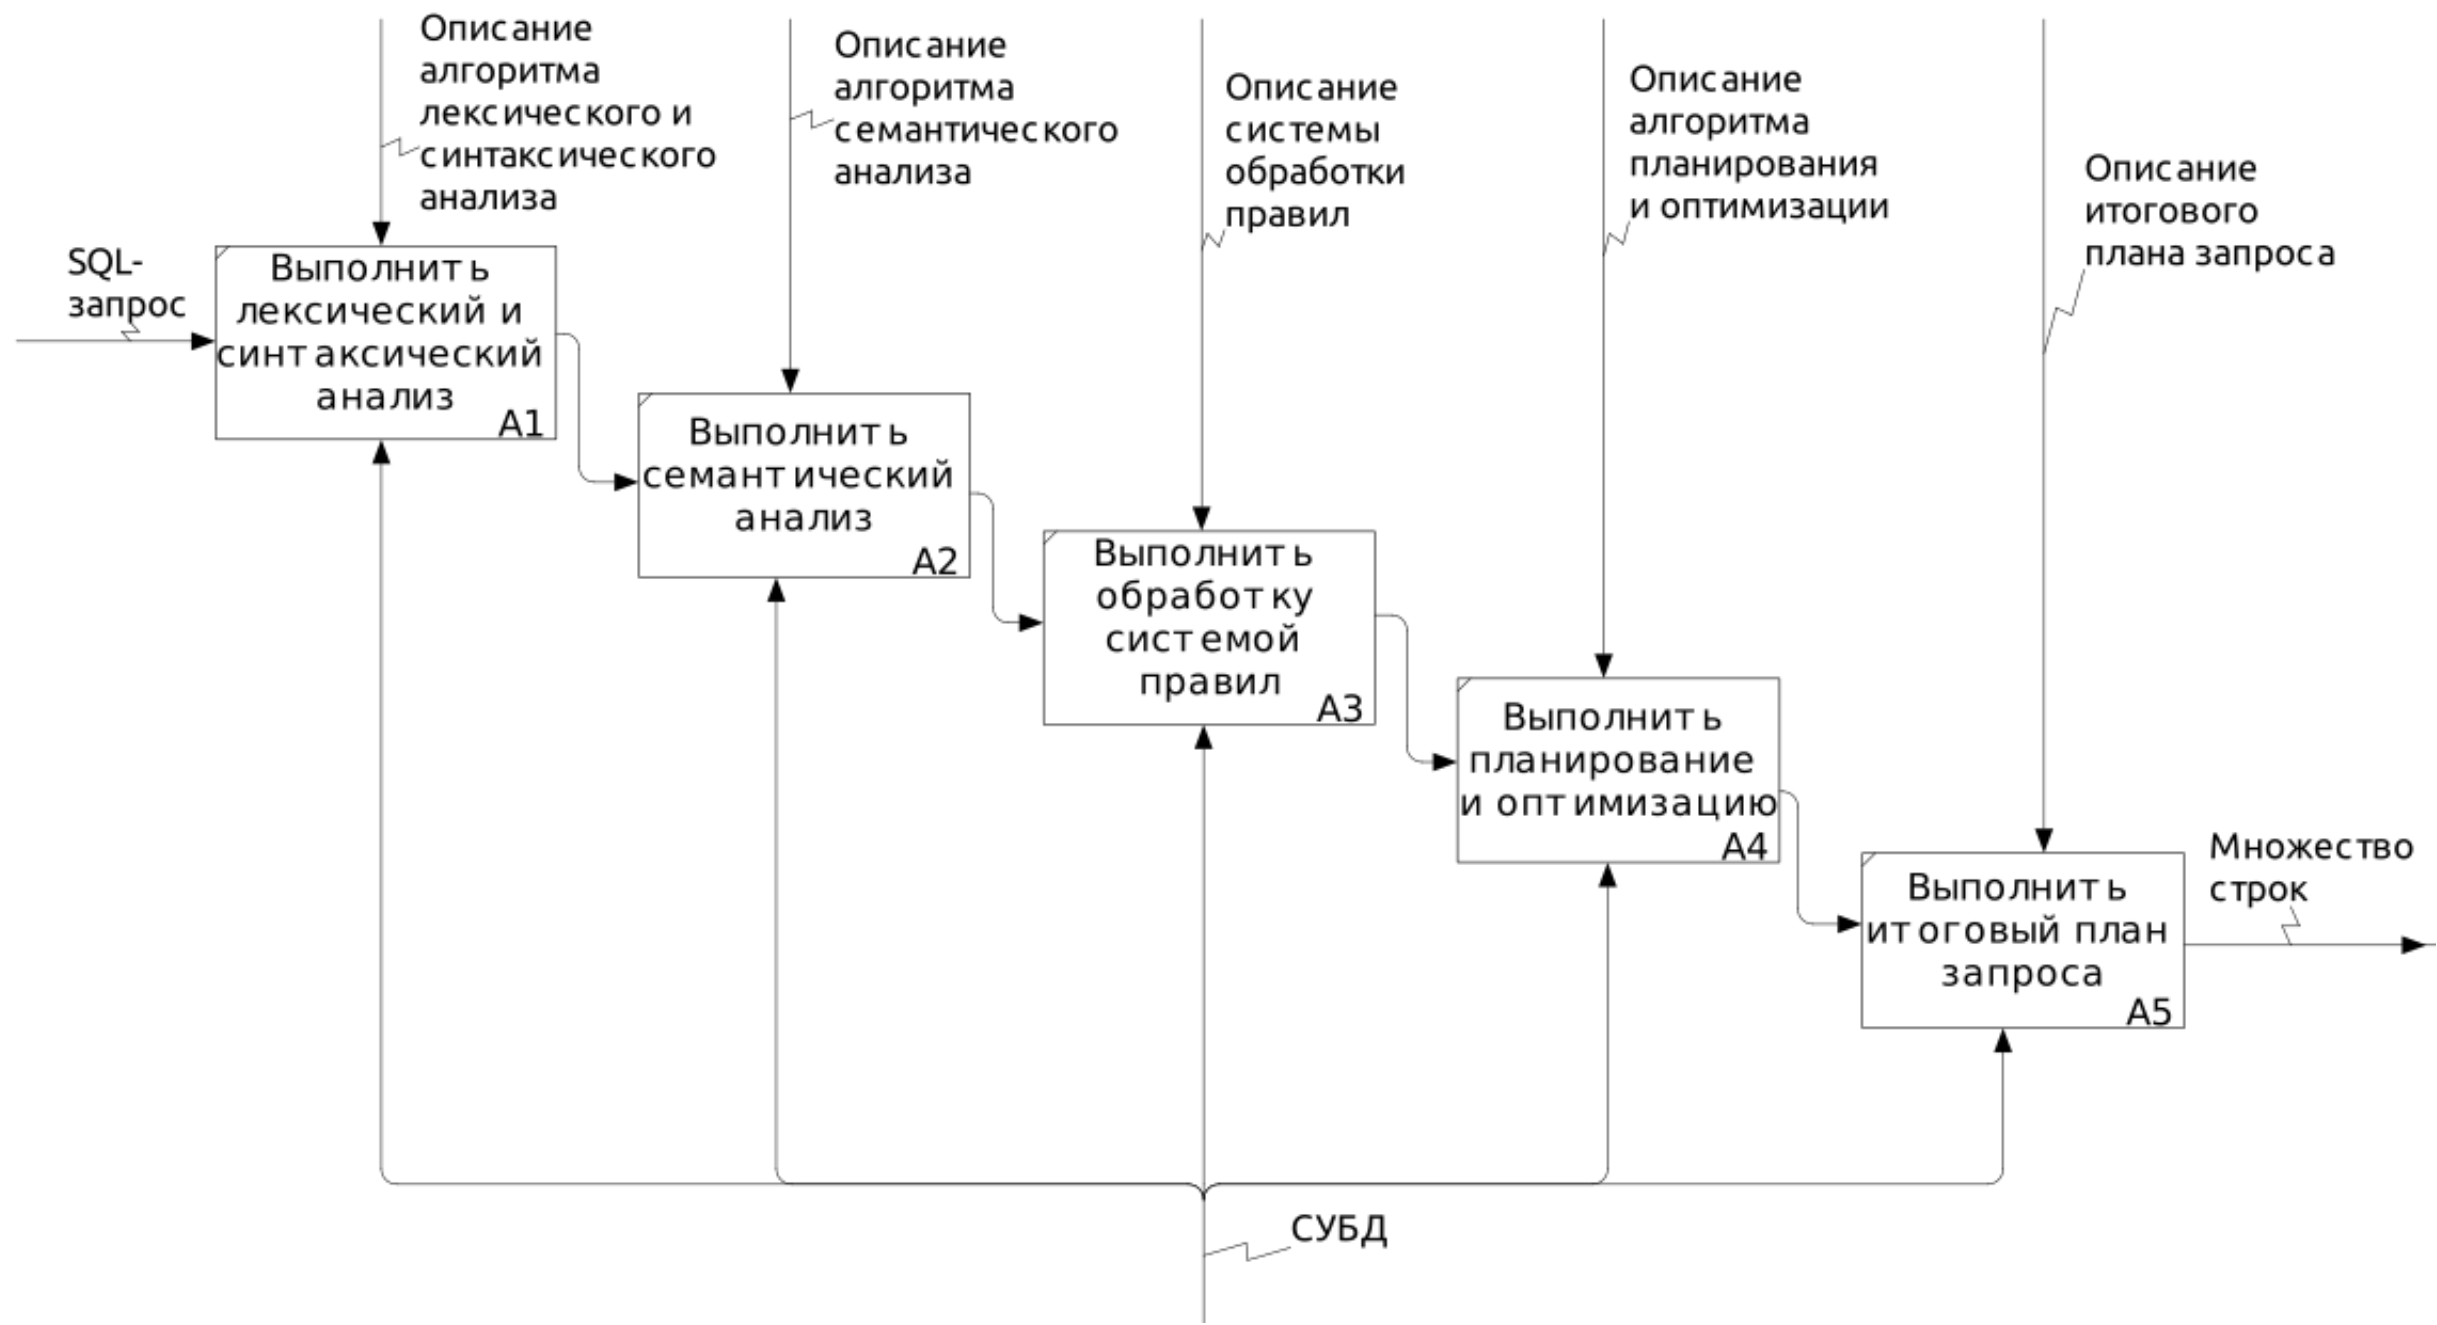 Описание
алгоритма
лексического и
синтаксического
анализа
Описание
алгоритма
семантического
анализа
Описание
системы
обработки
правил
Описание
алгоритма
планирования
и оптимизации
Описание
итогового
плана запроса
SQL-
запрос
Выполнить
лексический и
синтаксический
анализ
A1
Выполнить
семантический
анализ
A2
Выполнить
обработку
системой
правил
A3
Выполнить
планирование
и оптимизацию
A4
Выполнить
итоговый план
запроса
A5
Множество
строк
СУБД